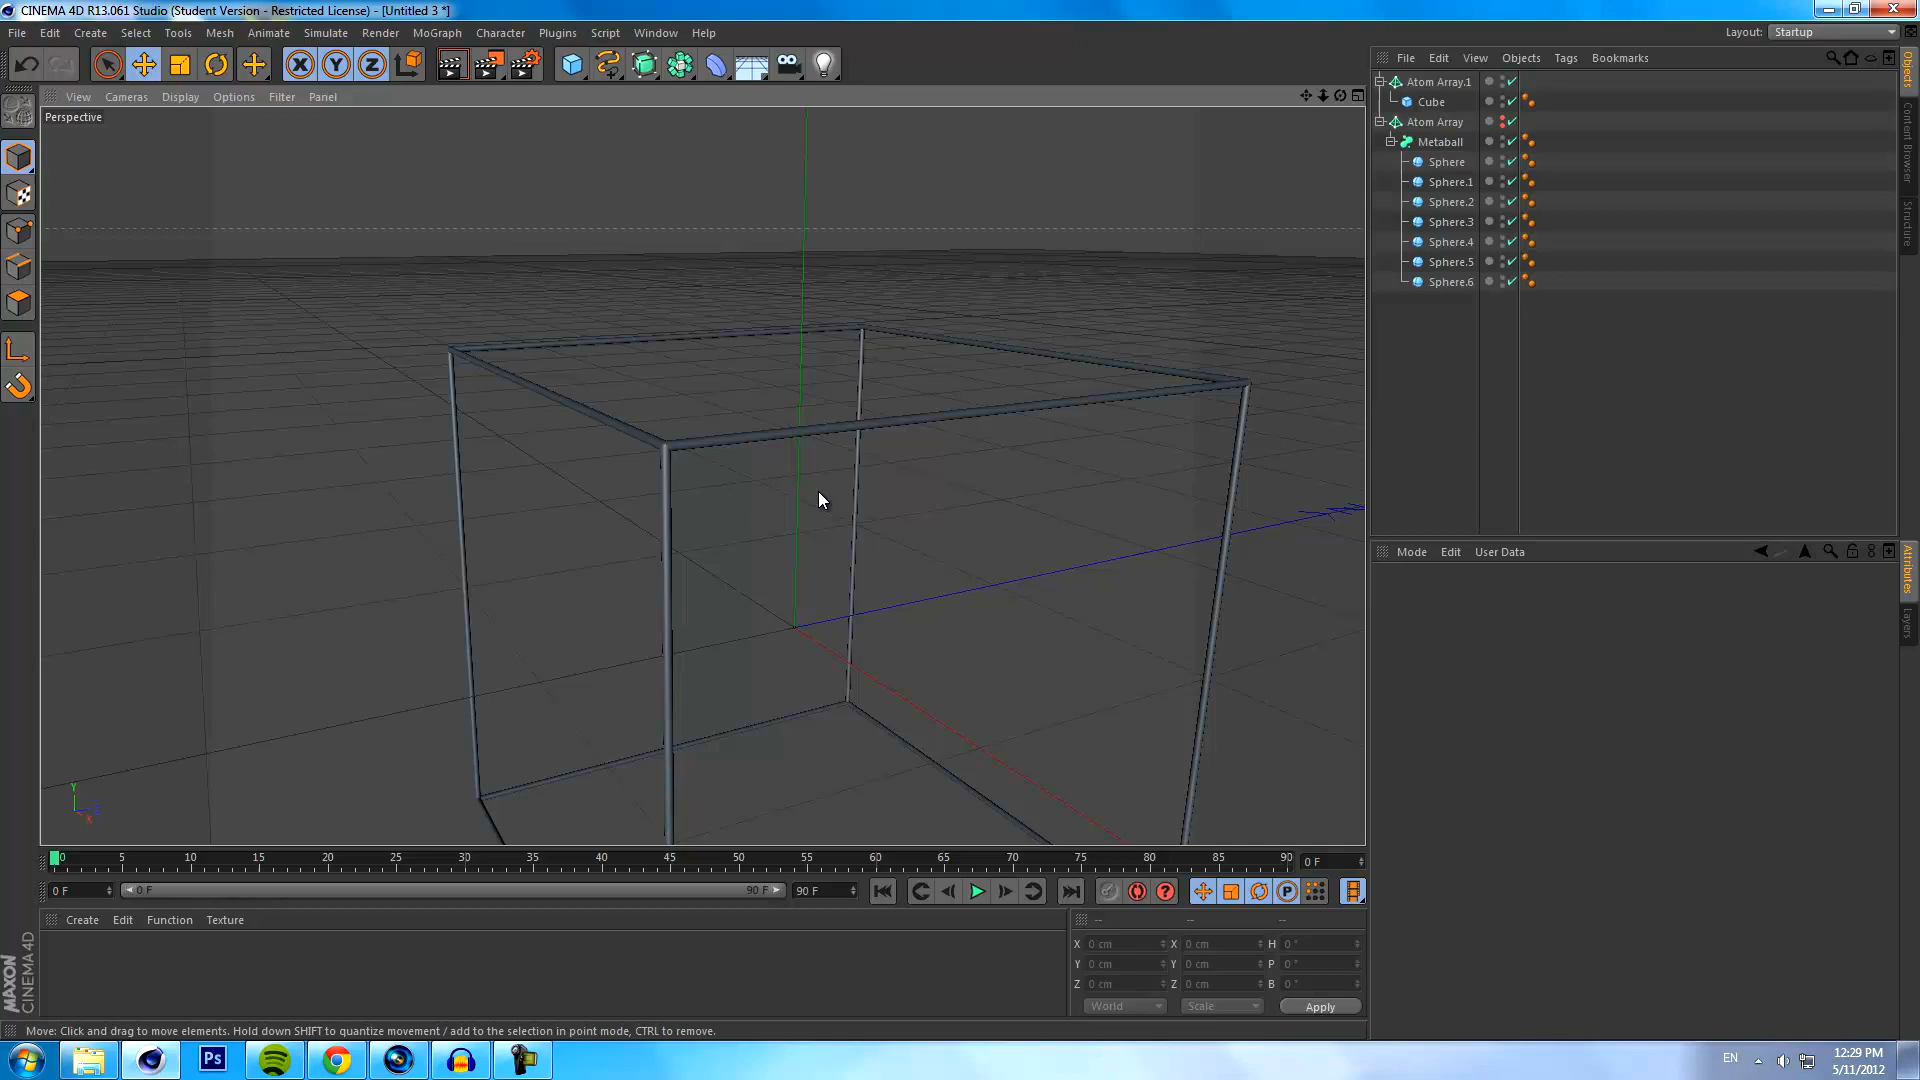 CINEMA 4D R13.061 Studio (Student Version - Restricted License) - [Untitled 3 *]
File Edit Create Select Tools Mesh Animate Simulate Render MoGraph Character Plugins Script Window Help
Layout: Startup
X Y Z
View Cameras Display Options Filter Panel
Perspective
File Edit View Objects Tags Bookmarks
Atom Array.1
Cube
Atom Array
Metaball
Sphere
Sphere.1
Sphere.2
Sphere.3
Sphere.4
Sphere.5
Sphere.6
Objects
Content Browser
Structure
Mode Edit User Data
Attributes
Layers
Y
X
0 5 10 15 20 25 30 35 40 45 50 55 60 65 70 75 80 85 90 0 F
0 F 0 F 90 F 90 F
? P
Create Edit Function Texture
-- -- --
X 0 cm X 0 cm H 0 °
Y 0 cm Y 0 cm P 0 °
Z 0 cm Z 0 cm B 0 °
World Scale Apply
MAXON
CINEMA 4D
Move: Click and drag to move elements. Hold down SHIFT to quantize movement / add to the selection in point mode, CTRL to remove.
Ps
EN
12:29 PM
5/11/2012